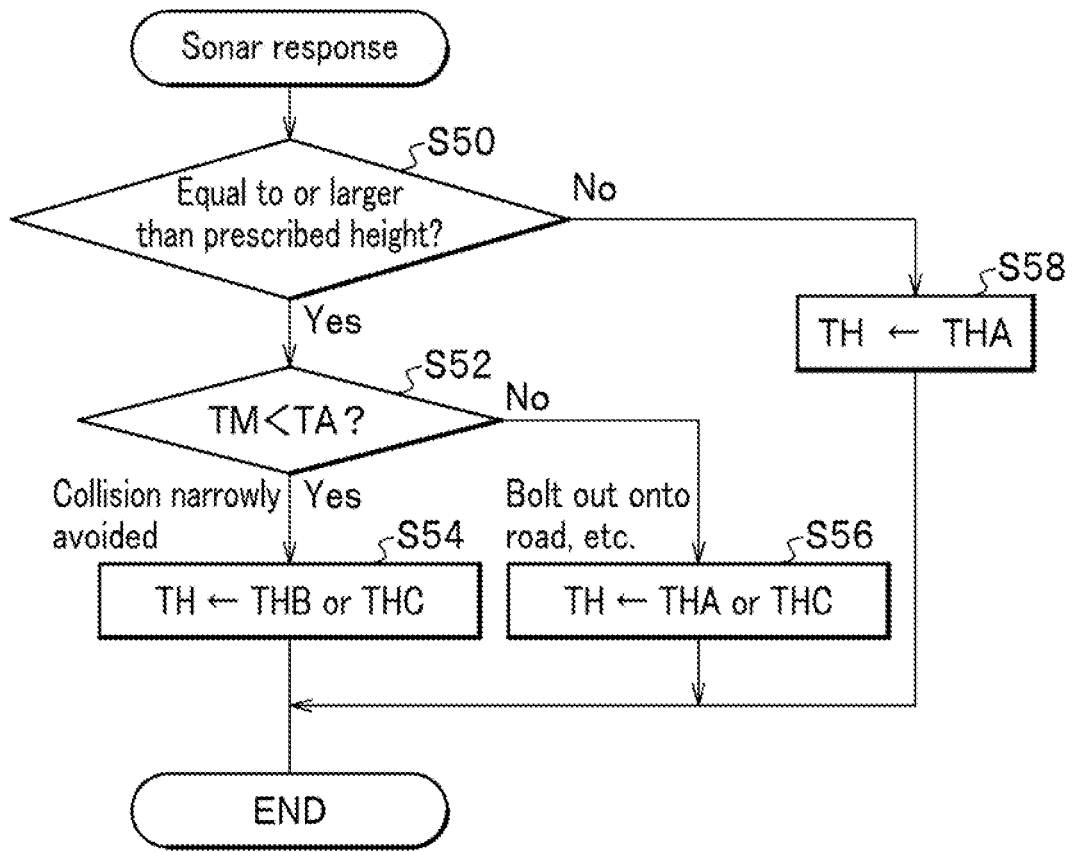 Sonar response
S50
Equal to or larger
than prescribed height?
No
S58
TH ← THA
Yes
S52
TM<TA?
No
Collision narrowly
avoided
Yes
Bolt out onto
road, etc.
S54
TH ← THB or THC
S56
TH ← THA or THC
END